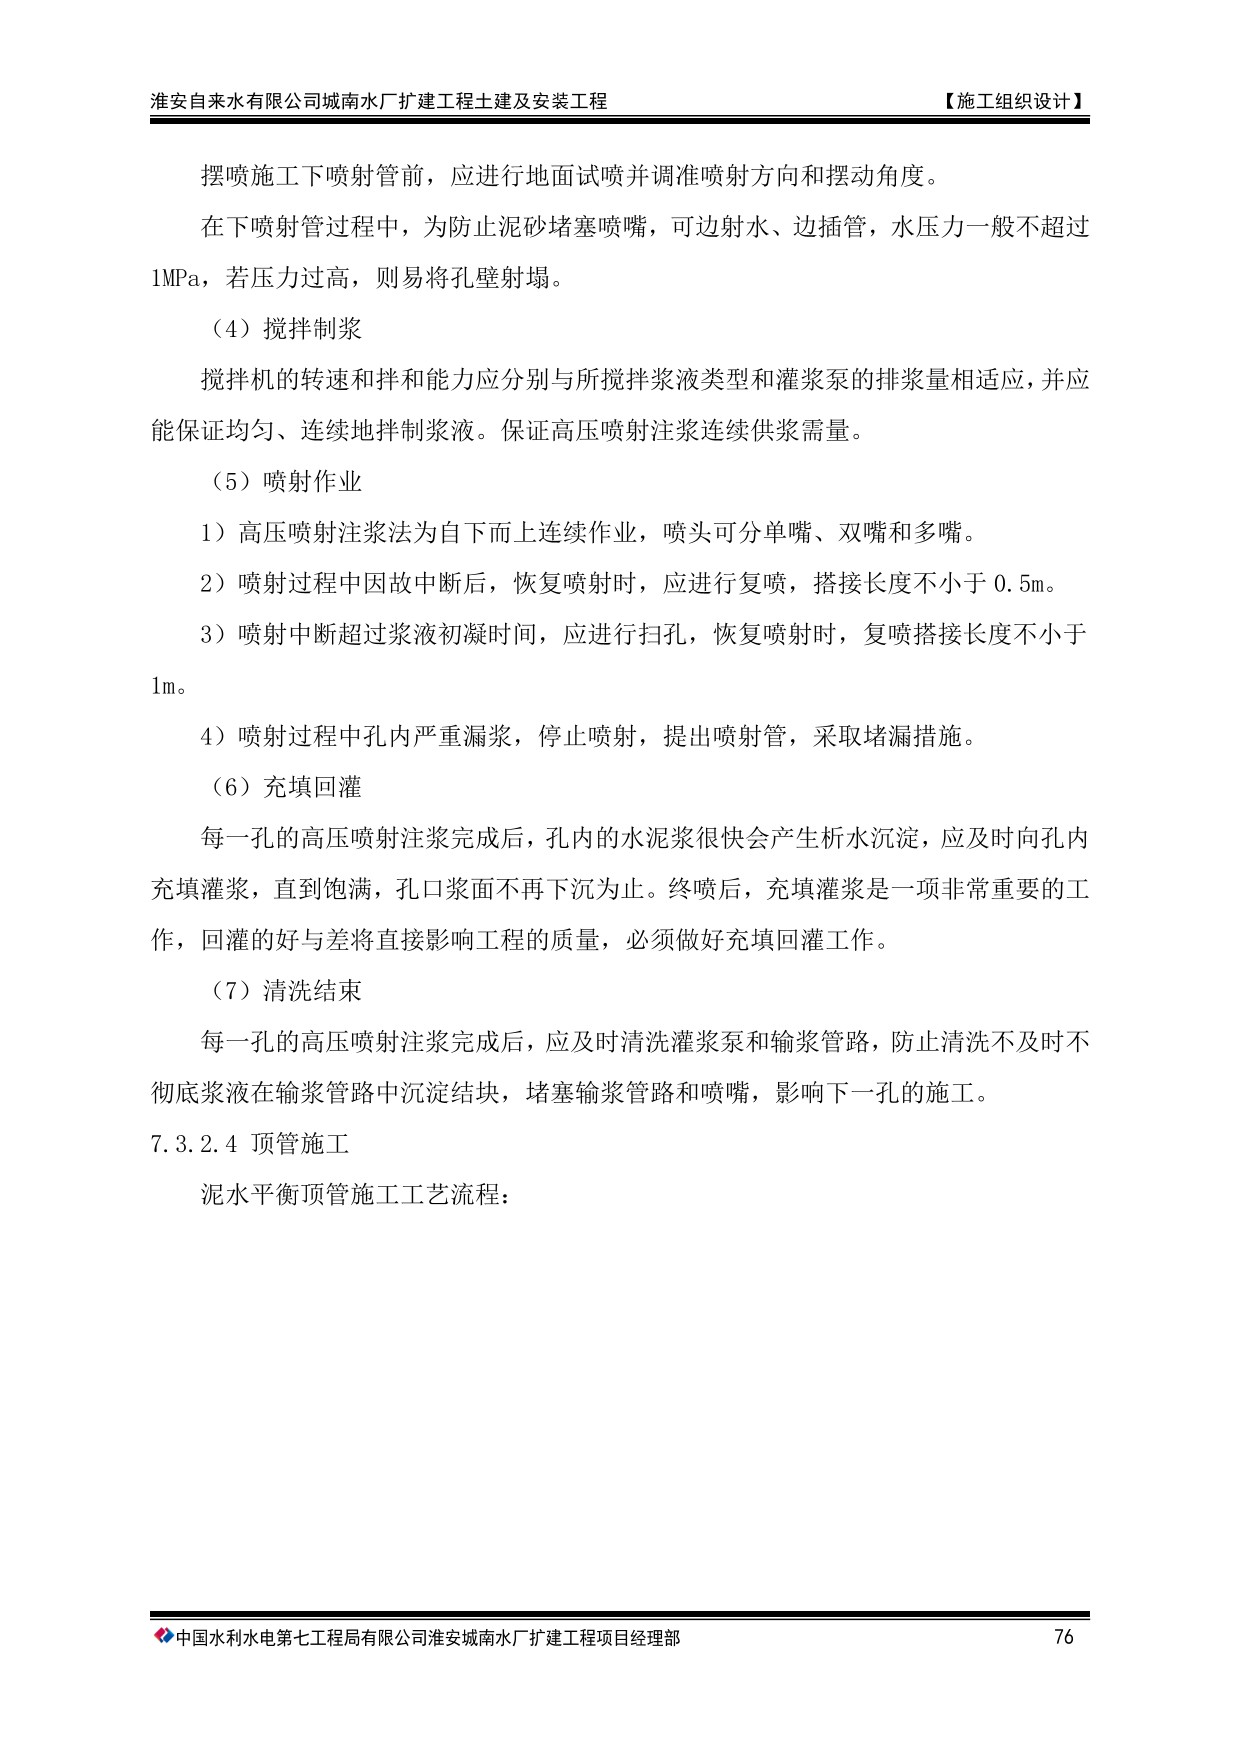 淮安自来水有限公司城南水厂扩建工程土建及安装工程 【施工组织设计】
摆喷施工下喷射管前，应进行地面试喷并调准喷射方向和摆动角度。
在下喷射管过程中，为防止泥砂堵塞喷嘴，可边射水、边插管，水压力一般不超过
1MPa，若压力过高，则易将孔壁射塌。
（4）搅拌制浆
搅拌机的转速和拌和能力应分别与所搅拌浆液类型和灌浆泵的排浆量相适应，并应
能保证均匀、连续地拌制浆液。保证高压喷射注浆连续供浆需量。
（5）喷射作业
1）高压喷射注浆法为自下而上连续作业，喷头可分单嘴、双嘴和多嘴。
2）喷射过程中因故中断后，恢复喷射时，应进行复喷，搭接长度不小于 0.5m。
3）喷射中断超过浆液初凝时间，应进行扫孔，恢复喷射时，复喷搭接长度不小于
1m。
4）喷射过程中孔内严重漏浆，停止喷射，提出喷射管，采取堵漏措施。
（6）充填回灌
每一孔的高压喷射注浆完成后，孔内的水泥浆很快会产生析水沉淀，应及时向孔内
充填灌浆，直到饱满，孔口浆面不再下沉为止。终喷后，充填灌浆是一项非常重要的工
作，回灌的好与差将直接影响工程的质量，必须做好充填回灌工作。
（7）清洗结束
每一孔的高压喷射注浆完成后，应及时清洗灌浆泵和输浆管路，防止清洗不及时不
彻底浆液在输浆管路中沉淀结块，堵塞输浆管路和喷嘴，影响下一孔的施工。
7.3.2.4 顶管施工
泥水平衡顶管施工工艺流程：
中国水利水电第七工程局有限公司淮安城南水厂扩建工程项目经理部 76